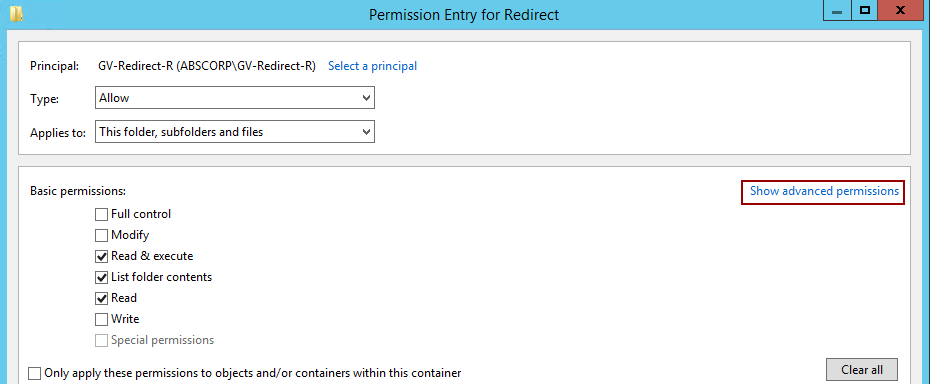 Permission Entry for Redirect
Principal: GV-Redirect-R (ABSCORP\GV-Redirect-R) Select a principal
Type: Allow
Applies to: This folder, subfolders and files
Basic permissions: Show advanced permissions
Full control
Modify
Read & execute
List folder contents
Read
Write
Special permissions
Only apply these permissions to objects and/or containers within this container Clear all